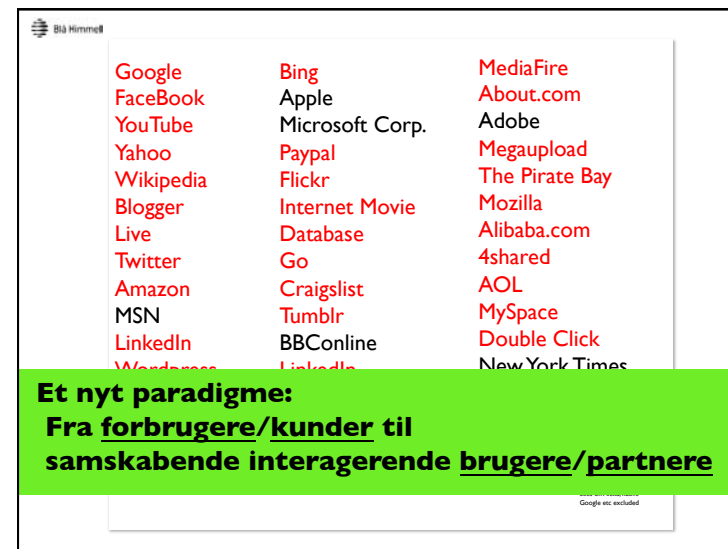 Blå Himmel
Google
FaceBook
YouTube
Yahoo
Wikipedia
Blogger
Live
Twitter
Amazon
MSN
LinkedIn
Wordpress
Bing
Apple
Microsoft Corp.
Paypal
Flickr
Internet Movie
Database
Go
Craigslist
Tumblr
BBConline
LinkedIn
MediaFire
About.com
Adobe
Megaupload
The Pirate Bay
Mozilla
Alibaba.com
4shared
AOL
MySpace
Double Click
New York Times
Et nyt paradigme:
Fra forbrugere/kunder til
samskabende interagerende brugere/partnere
Google etc excluded